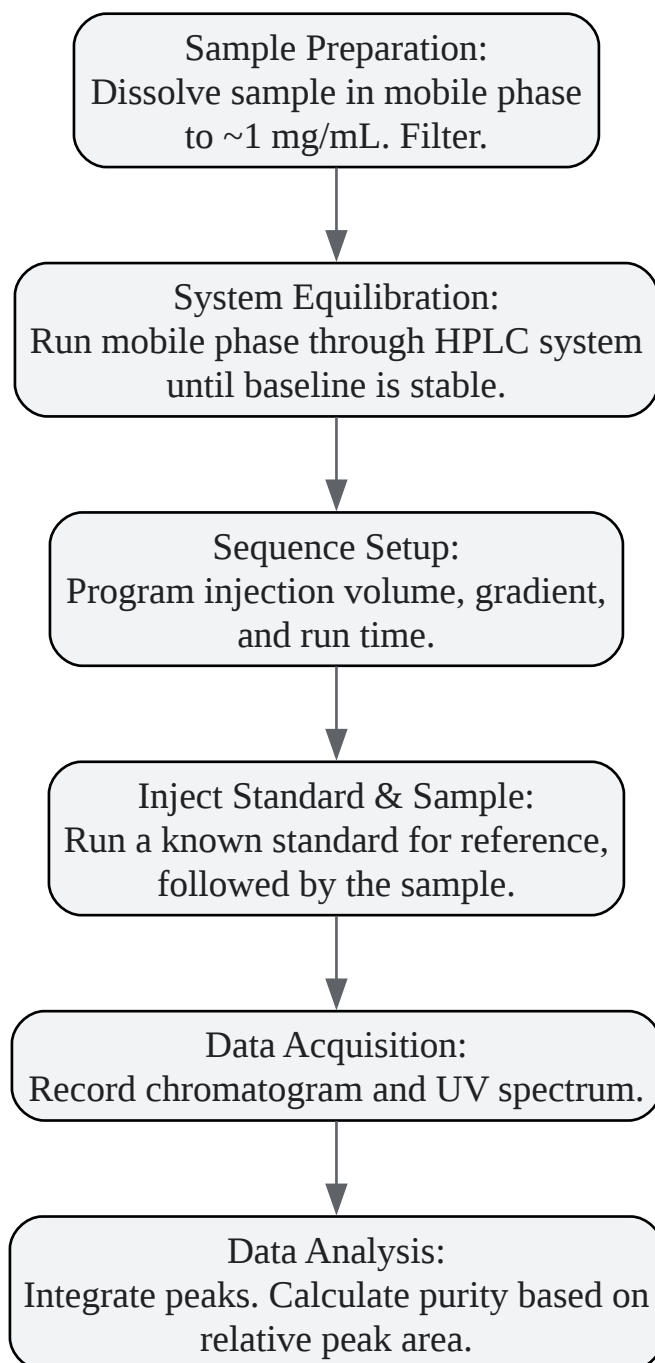 Sample Preparation:
Dissolve sample in mobile phase
to ~1 mg/mL. Filter.
System Equilibration:
Run mobile phase through HPLC system
until baseline is stable.
Sequence Setup:
Program injection volume, gradient,
and run time.
Inject Standard & Sample:
Run a known standard for reference,
followed by the sample.
Data Acquisition:
Record chromatogram and UV spectrum.
Data Analysis:
Integrate peaks. Calculate purity based on
relative peak area.